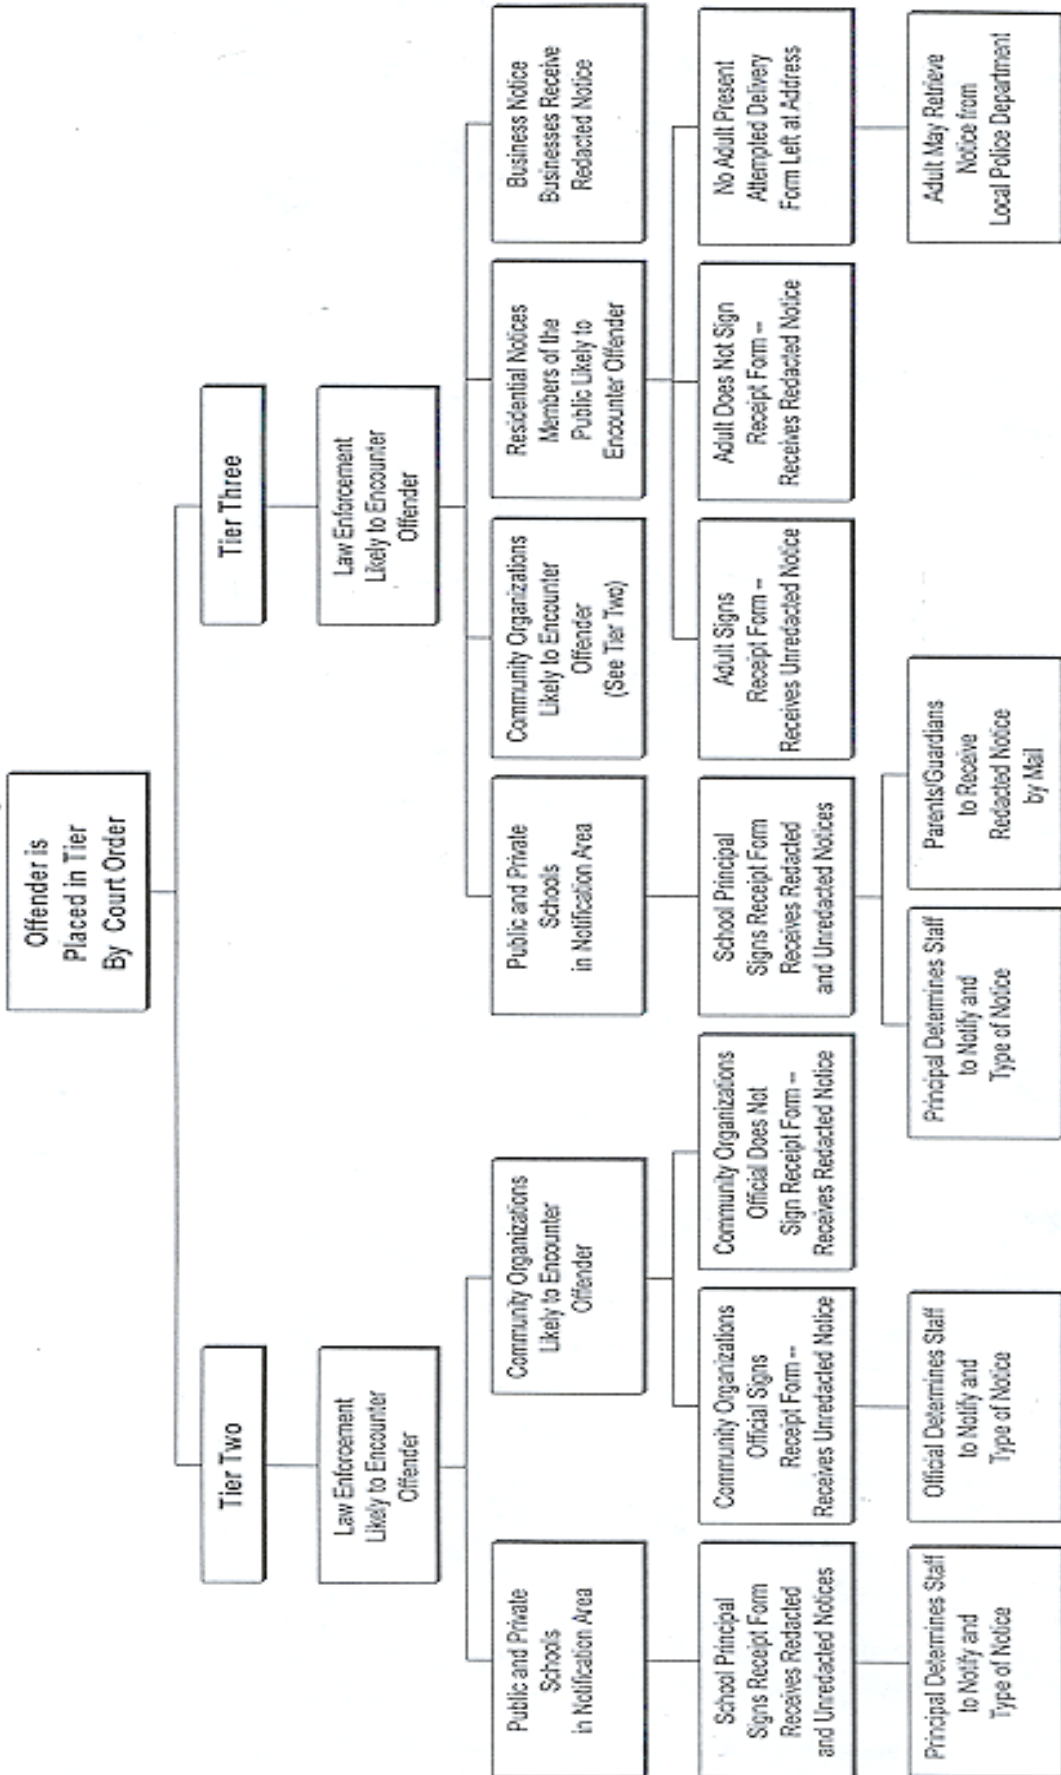 Offender is
Placed in Tier
By Court Order
Tier Two
Tier Three
Law Enforcement
Likely to Encounter
Offender
Law Enforcement
Likely to Encounter
Offender
Public and Private
Schools
in Notification Area
Community Organizations
Likely to Encounter
Offender
Public and Private
Schools
in Notification Area
Community Organizations
Likely to Encounter
Offender
(See Tier Two)
Residential Notices
Members of the
Public Likely to
Encounter Offender
Business Notice
Businesses Receive
Redacted Notice
School Principal
Signs Receipt Form
Receives Redacted
and Unredacted Notices
Community Organizations
Official Signs
Receipt Form --
Receives Unredacted Notice
Community Organizations
Official Does Not
Sign Receipt Form --
Receives Redacted Notice
School Principal
Signs Receipt Form
Receives Redacted
and Unredacted Notices
Adult Signs
Receipt Form --
Receives Unredacted Notice
Adult Does Not Sign
Receipt Form --
Receives Redacted Notice
No Adult Present
Attempted Delivery
Form Left at Address
Principal Determines Staff
to Notify and
Type of Notice
Official Determines Staff
to Notify and
Type of Notice
Principal Determines Staff
to Notify and
Type of Notice
Parents/Guardians
to Receive
Redacted Notice
by Mail
Adult May Retrieve
Notice from
Local Police Department